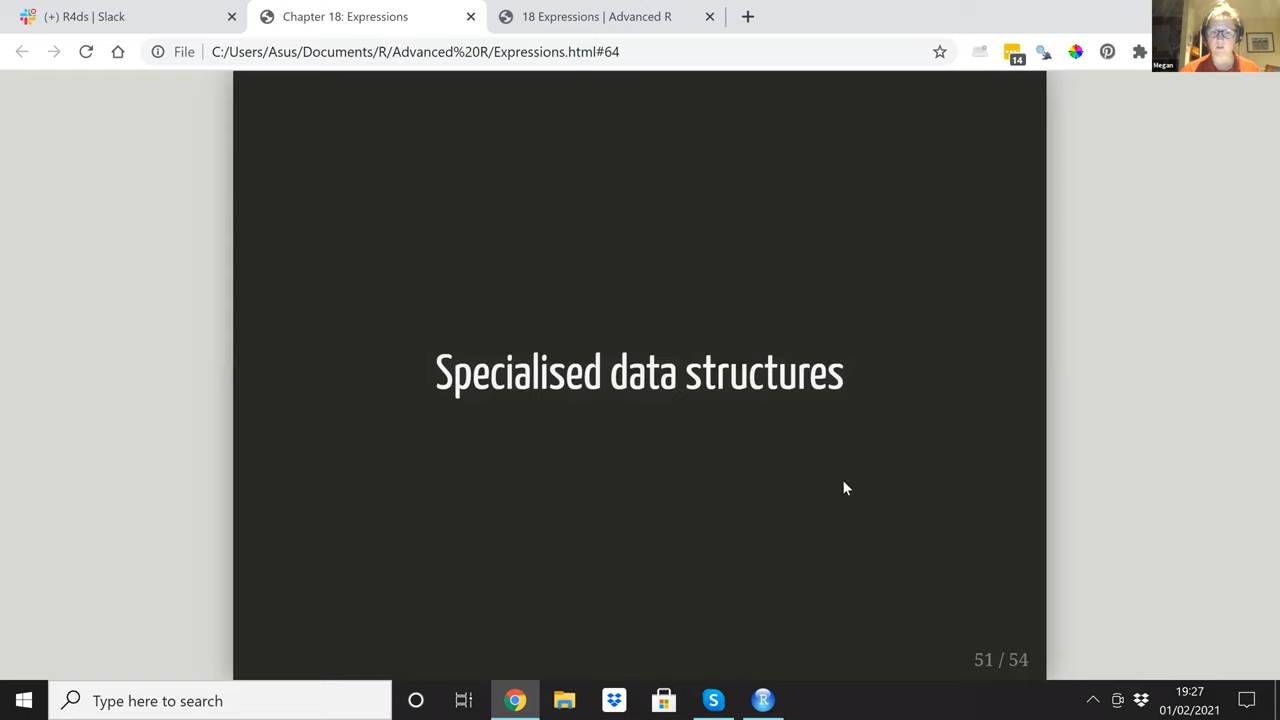 (+) R4ds | Slack
Chapter 18: Expressions
18 Expressions | Advanced R
File
C:/Users/Asus/Documents/R/Advanced%20R/Expressions.html#64
14
Megan
Specialised data structures
51 / 54
Type here to search
R
19:27
01/02/2021